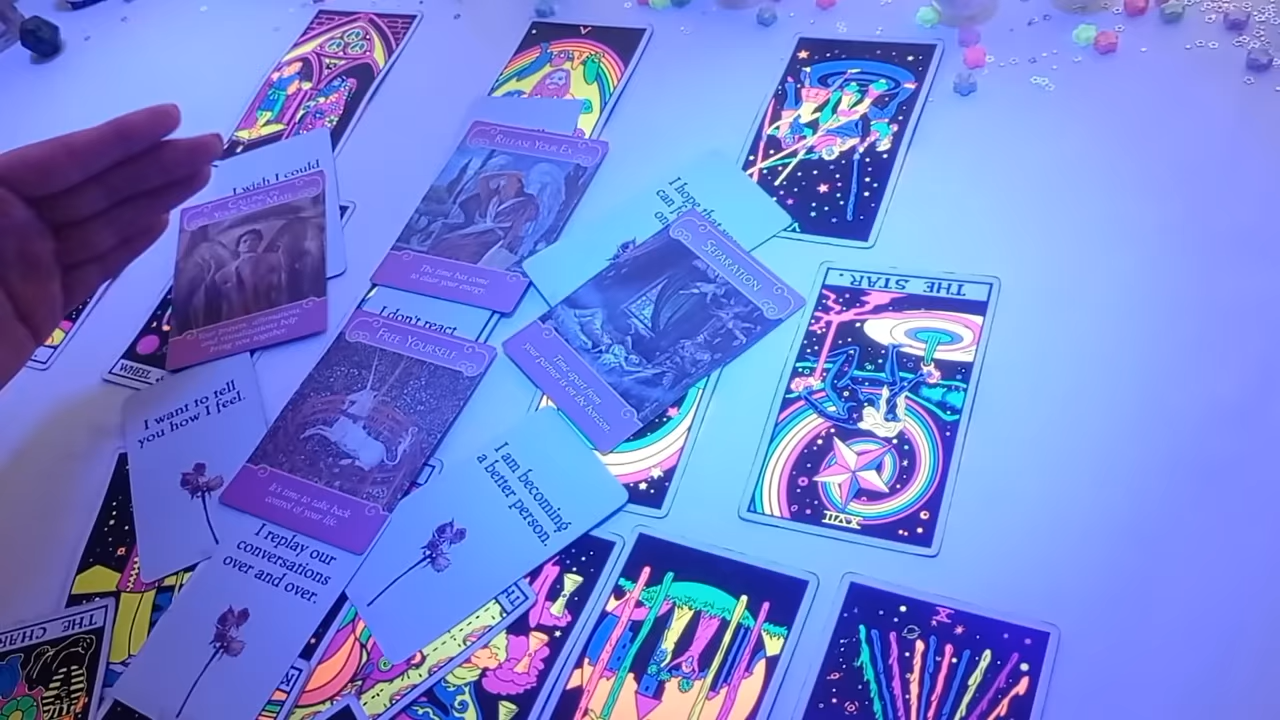 V
I wish I could
CALLING IN
YOUR SOUL MATE
Your prayers, affirmations,
and visualizations help
bring you together.
RELEASE YOUR EX
The time has come
to clear your energy.
I hope that
can
on
SEPARATION
Time apart from
your partner is on the horizon.
V
THE STAR.
XVII
WHEEL
I don't react
FREE YOURSELF
It's time to take back
control of your life.
I want to tell
you how I feel.
I am becoming
a better person.
I replay our
conversations
over and over.
THE CHAR
TH
X